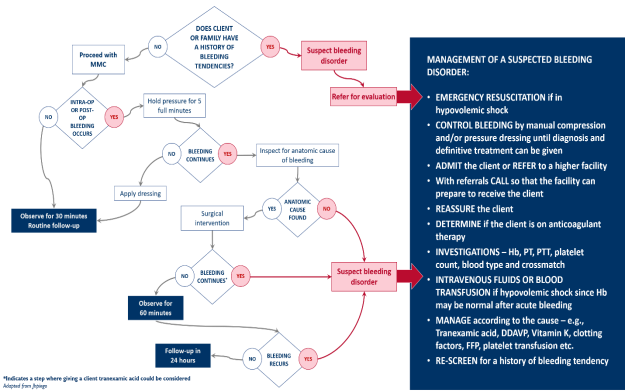 DOES CLIENT
OR FAMILY HAVE
A HISTORY OF
BLEEDING
TENDENCIES?
NO
YES
Proceed with
MMC
Suspect bleeding
disorder
Refer for evaluation
INTRA-OP
OR POST-
OP
BLEEDING
OCCURS
NO
YES
Hold pressure for 5
full minutes
BLEEDING
CONTINUES
NO
YES
Inspect for anatomic cause
of bleeding
Apply dressing
Observe for 30 minutes
Routine follow-up
ANATOMIC
CAUSE
FOUND
YES
NO
Surgical
intervention
BLEEDING
CONTINUES*
NO
YES
Suspect bleeding
disorder
Observe for
60 minutes
BLEEDING
RECURS
NO
YES
Follow-up in
24 hours
MANAGEMENT OF A SUSPECTED BLEEDING
DISORDER:
• EMERGENCY RESUSCITATION if in
hypovolemic shock
• CONTROL BLEEDING by manual compression
and/or pressure dressing until diagnosis and
definitive treatment can be given
• ADMIT the client or REFER to a higher facility
• With referrals CALL so that the facility can
prepare to receive the client
• REASSURE the client
• DETERMINE if the client is on anticoagulant
therapy
• INVESTIGATIONS – Hb, PT, PTT, platelet
count, blood type and crossmatch
• INTRAVENOUS FLUIDS OR BLOOD
TRANSFUSION if hypovolemic shock since Hb
may be normal after acute bleeding
• MANAGE according to the cause – e.g.,
Tranexamic acid, DDAVP, Vitamin K, clotting
factors, FFP, platelet transfusion etc.
• RE-SCREEN for a history of bleeding tendency
*Indicates a step where giving a client tranexamic acid could be considered
Adapted from Jhpiego